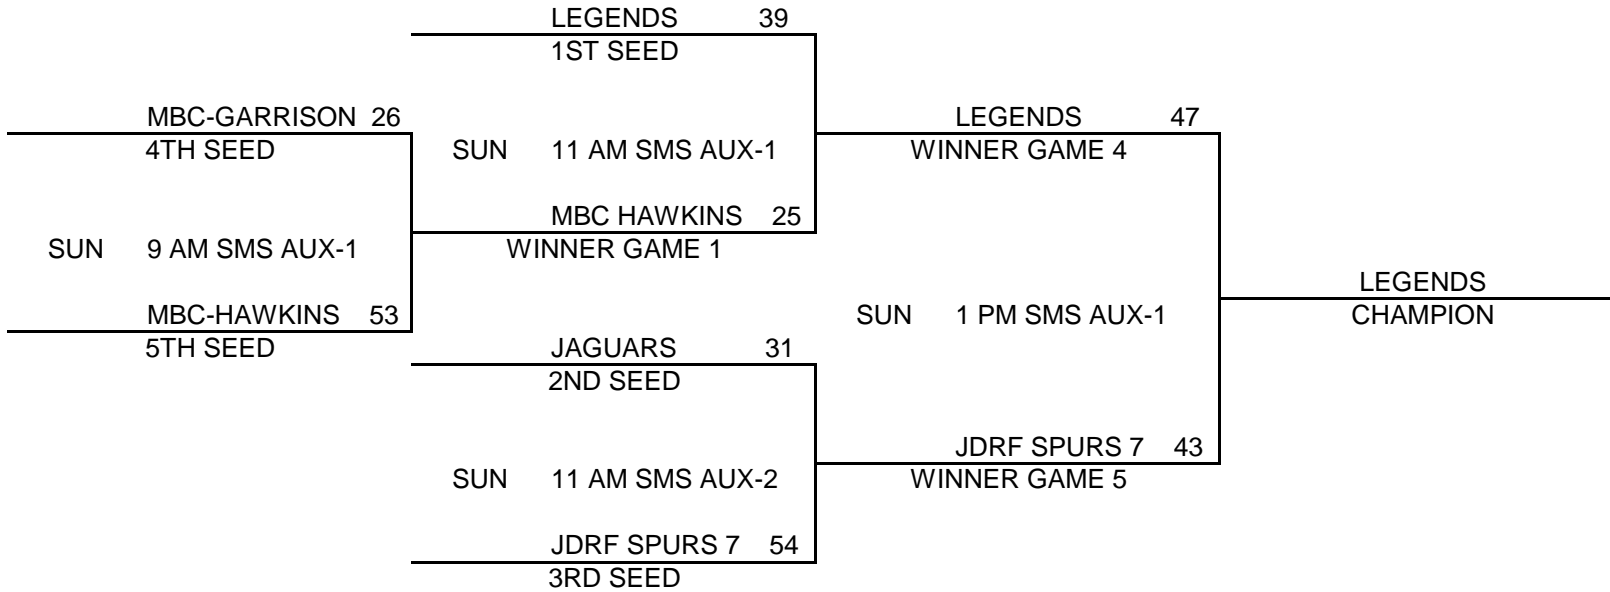 LEGENDS 39
1ST SEED
MBC-GARRISON 26
LEGENDS 47
4TH SEED
SUN 11 AM SMS AUX-1
WINNER GAME 4
MBC HAWKINS 25
SUN 9 AM SMS AUX-1
WINNER GAME 1
LEGENDS
MBC-HAWKINS 53
SUN 1 PM SMS AUX-1
CHAMPION
5TH SEED
JAGUARS 31
2ND SEED
JDRF SPURS 7 43
SUN 11 AM SMS AUX-2
WINNER GAME 5
JDRF SPURS 7 54
3RD SEED